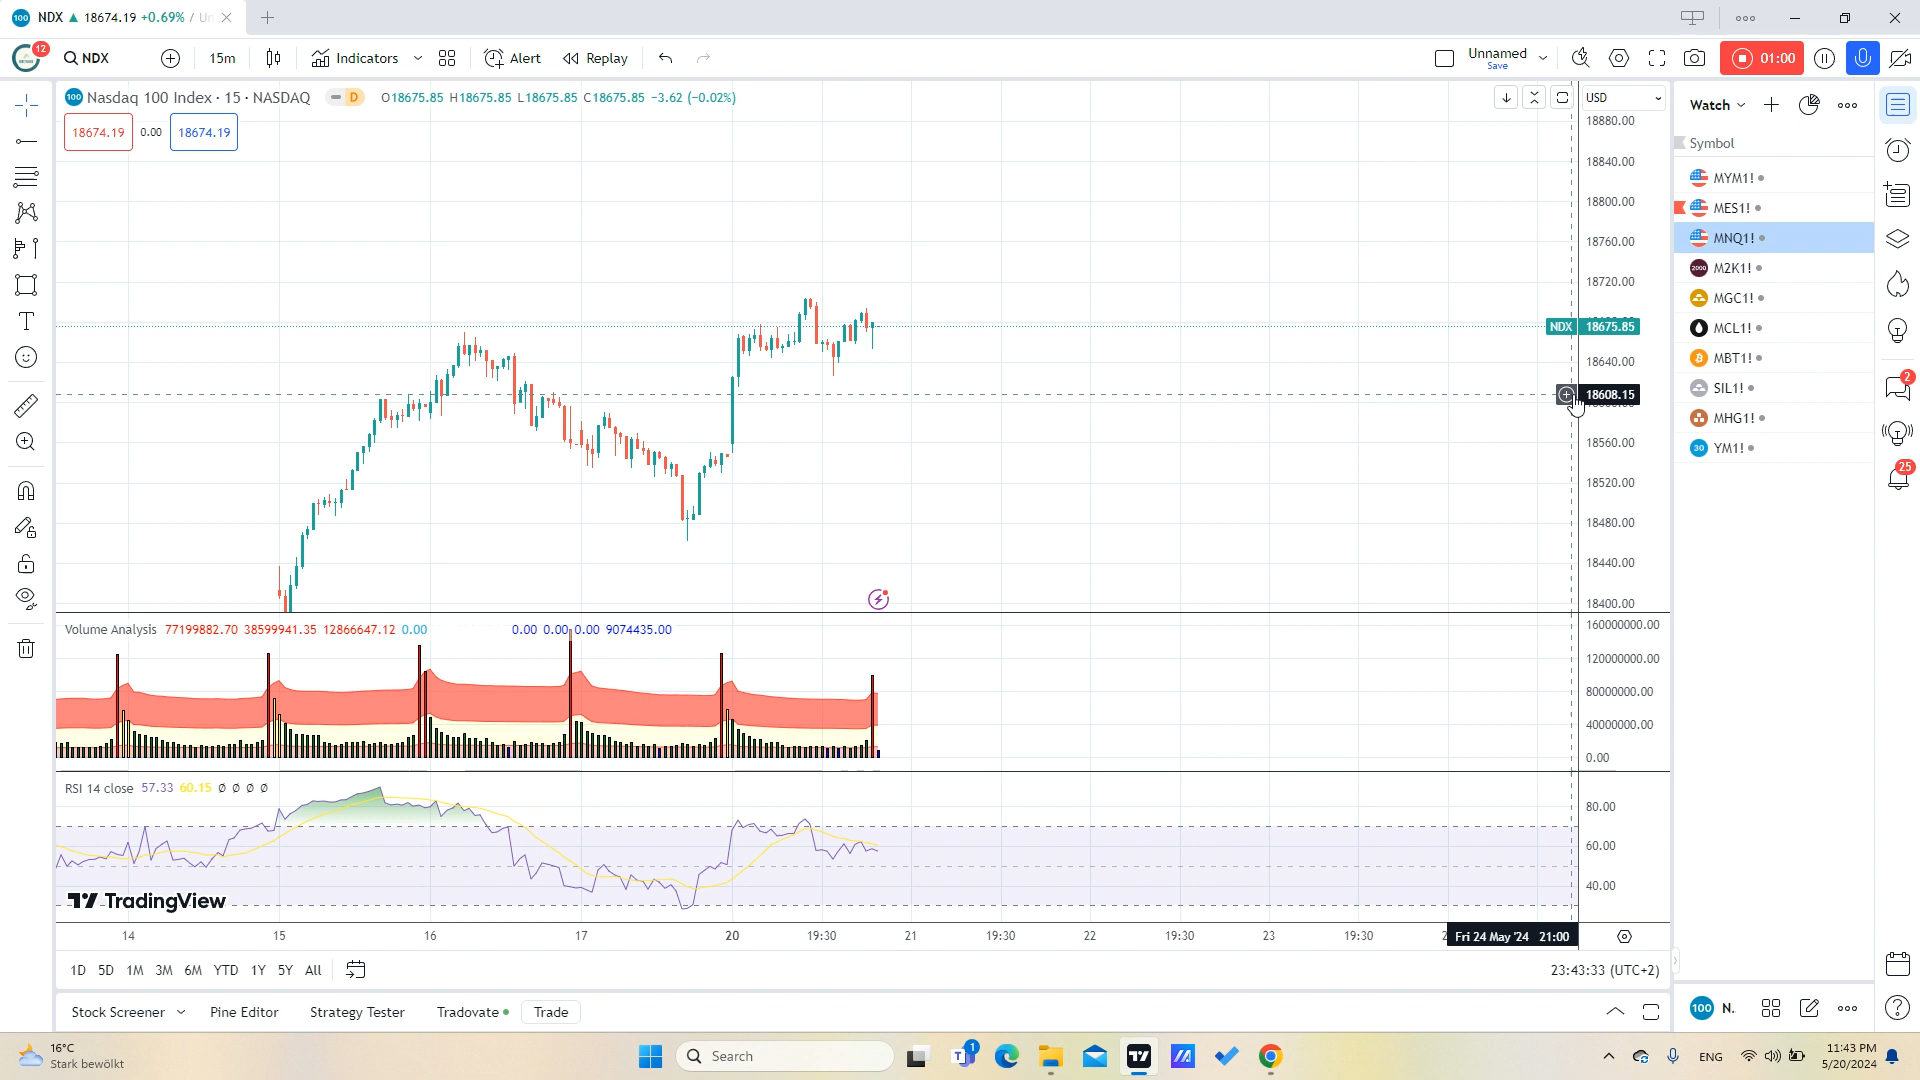 NDX ▲ 18674.19 +0.69% / Un
12
NDX
15m
Indicators
Alert
Replay
Unnamed
Save
01:00
Nasdaq 100 Index · 15 · NASDAQ
D
O18675.85 H18675.85 L18675.85 C18675.85 −3.62 (−0.02%)
18674.19
0.00
18674.19
USD
18880.00
18840.00
18800.00
18760.00
18720.00
NDX 18675.85
18640.00
18608.15
18560.00
18520.00
18480.00
18440.00
18400.00
Volume Analysis 77199882.70 38599941.35 12866647.12 0.00 0.00 0.00 0.00 9074435.00
160000000.00
120000000.00
80000000.00
40000000.00
0.00
RSI 14 close 57.33 60.15 Ø Ø Ø Ø
80.00
60.00
40.00
TradingView
14 15 16 17 20 19:30 21 19:30 22 19:30 23 19:30 2
Fri 24 May '24 21:00
1D 5D 1M 3M 6M YTD 1Y 5Y All
23:43:33 (UTC+2)
Stock Screener
Pine Editor
Strategy Tester
Tradovate
Trade
Watch
Symbol
MYM1!
MES1!
MNQ1!
2000 M2K1!
MGC1!
MCL1!
MBT1!
SIL1!
MHG1!
30 YM1!
100 N.
2
25
16°C
Stark bewölkt
Search
1
ENG
11:43 PM
5/20/2024